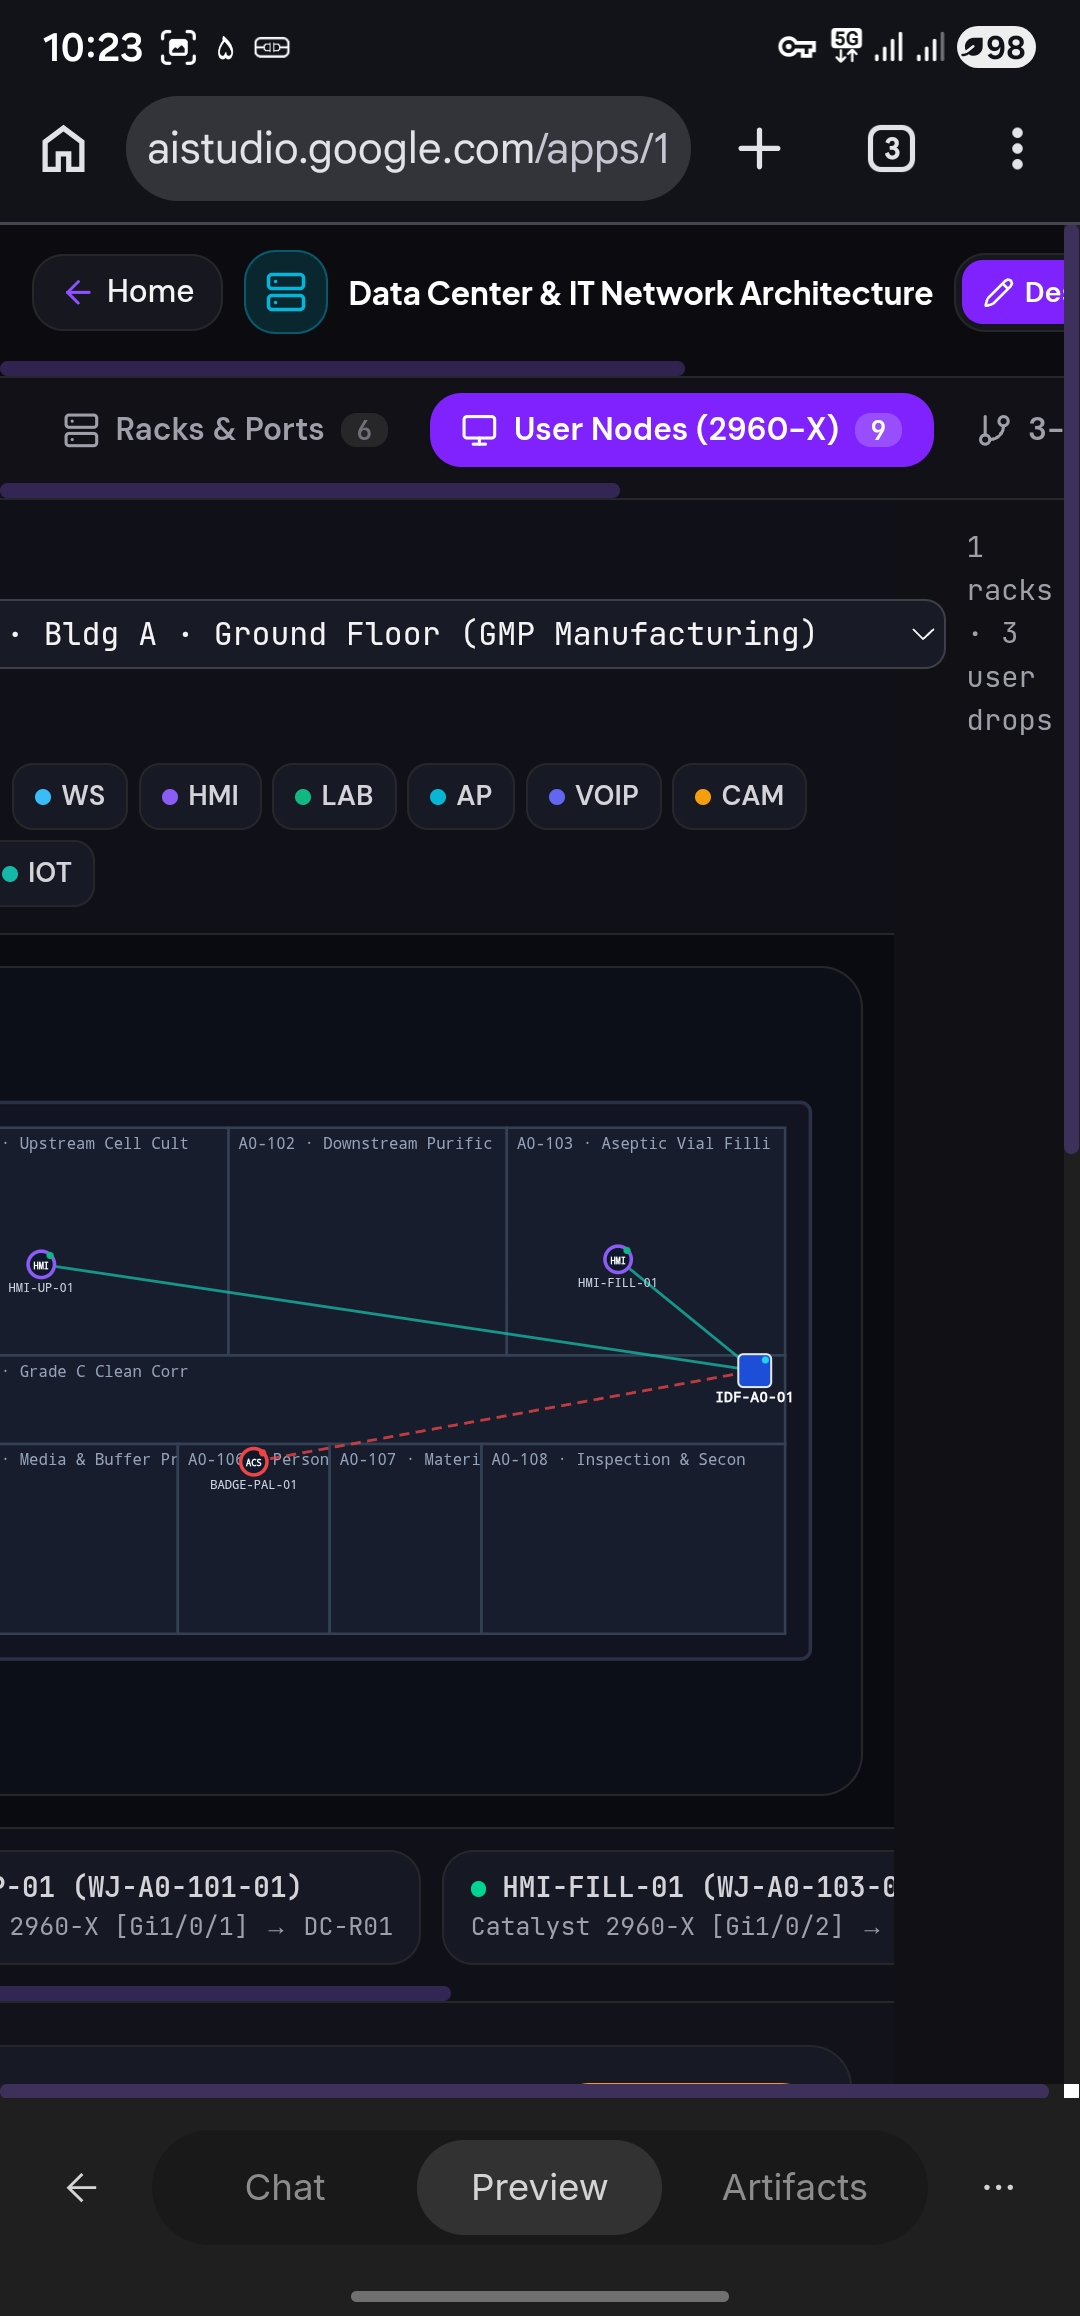 10:23
5G
98
aistudio.google.com/apps/1
3
Home
Data Center & IT Network Architecture
Racks & Ports 6
User Nodes (2960-X) 9
3-
1
racks
· 3
user
drops
· Bldg A · Ground Floor (GMP Manufacturing)
WS
HMI
LAB
AP
VOIP
CAM
IOT
· Upstream Cell Cult
A0-102 · Downstream Purific
A0-103 · Aseptic Vial Filli
HMI
HMI-UP-01
HMI
HMI-FILL-01
· Grade C Clean Corr
IDF-A0-01
· Media & Buffer Pr
A0-106
Person
A0-107 · Materi
A0-108 · Inspection & Secon
ACS
BADGE-PAL-01
P-01 (WJ-A0-101-01)
2960-X [Gi1/0/1] → DC-R01
HMI-FILL-01 (WJ-A0-103-0
Catalyst 2960-X [Gi1/0/2] →
Chat
Preview
Artifacts